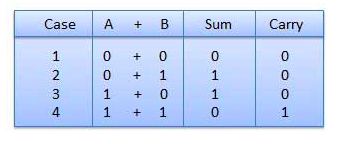 Case A + B Sum Carry
1 0 + 0 0 0
2 0 + 1 1 0
3 1 + 0 1 0
4 1 + 1 0 1